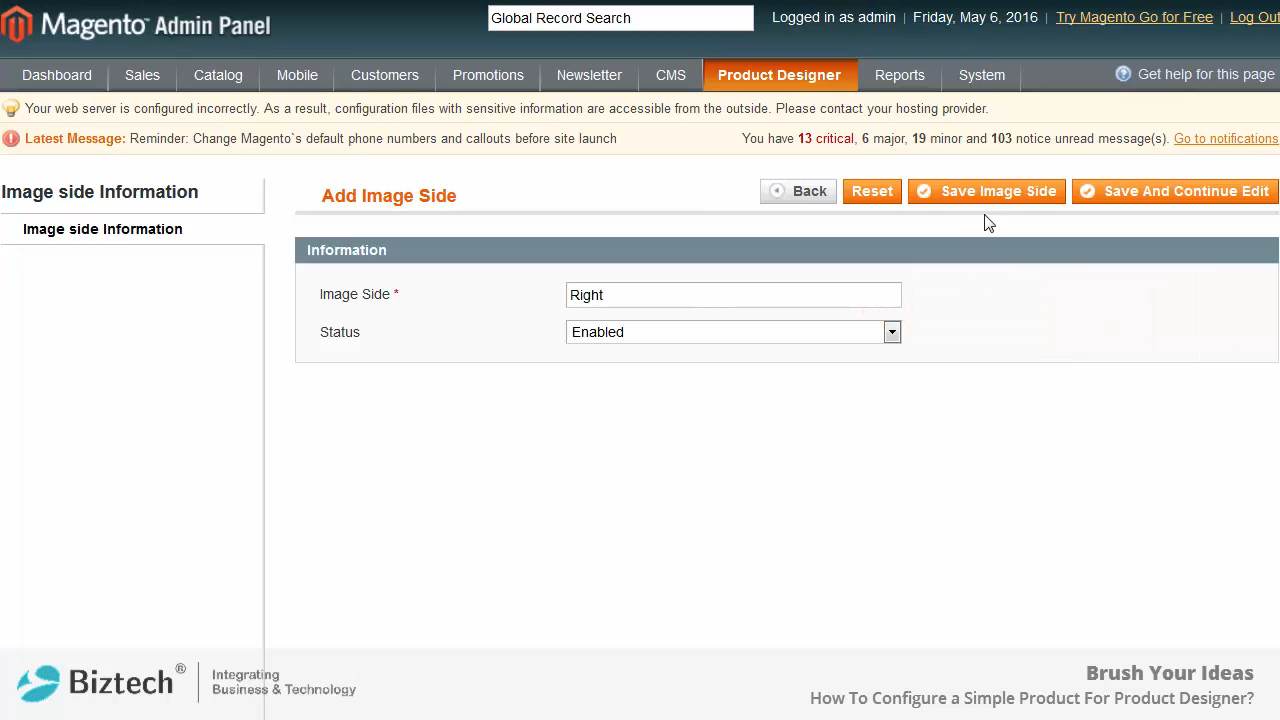 Magento™ Admin Panel
Global Record Search
Logged in as admin | Friday, May 6, 2016 | Try Magento Go for Free | Log Out
Dashboard Sales Catalog Mobile Customers Promotions Newsletter CMS Product Designer Reports System Get help for this page
Your web server is configured incorrectly. As a result, configuration files with sensitive information are accessible from the outside. Please contact your hosting provider.
Latest Message: Reminder: Change Magento`s default phone numbers and callouts before site launch
You have 13 critical, 6 major, 19 minor and 103 notice unread message(s). Go to notifications
Image side Information
Image side Information
Add Image Side
Back Reset Save Image Side Save And Continue Edit
Information
Image Side * Right
Status Enabled
Biztech®
Integrating
Business & Technology
Brush Your Ideas
How To Configure a Simple Product For Product Designer?